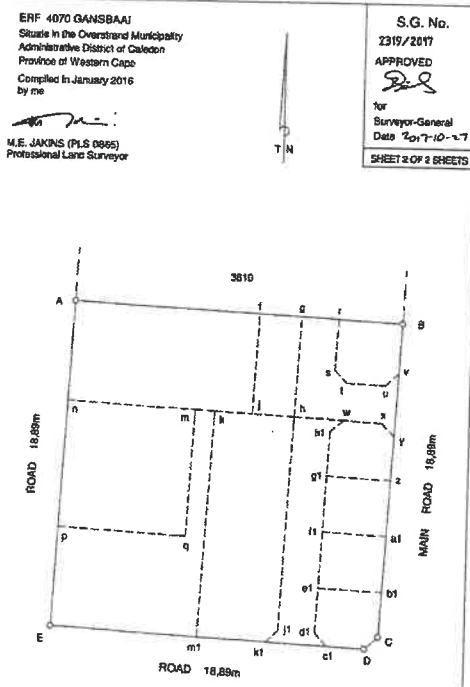 ERF 4070 GANSBAAI
Situate in the Overstrand Municipality
Administrative District of Caledon
Province of Western Cape
Compiled in January 2016
by me
M.E. JAKINS (PLS 0865)
Professional Land Surveyor
T N
S.G. No.
2319/2017
APPROVED
for
Surveyor-General
Date 2017-10-27
SHEET 2 OF 2 SHEETS
3610
A f g r B
s t u v
n m k j h w x
h1 y
ROAD 18,89m
g1 z
MAIN ROAD 18,89m
p q f1 a1
e1 b1
E m1 k1 j1 d1 c1 D C
ROAD 18,89m